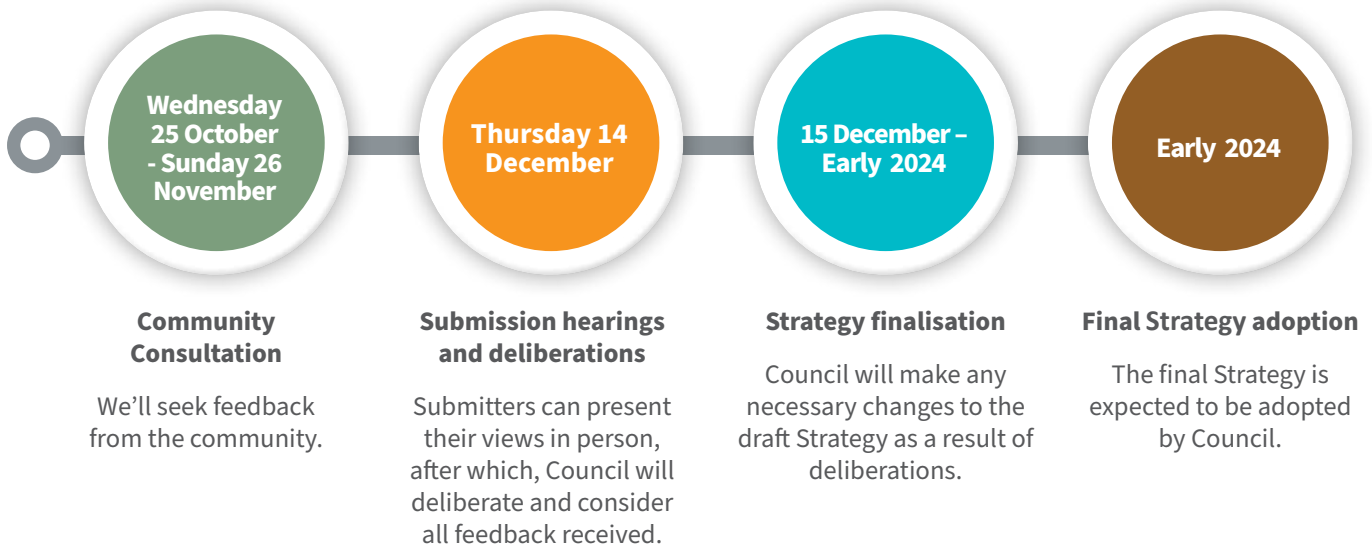 Wednesday
25 October
- Sunday 26
November
Community
Consultation
We'll seek feedback
from the community.
Thursday 14
December
Submission hearings
and deliberations
Submitters can present
their views in person,
after which, Council will
deliberate and consider
all feedback received.
15 December –
Early 2024
Strategy finalisation
Council will make any
necessary changes to the
draft Strategy as a result of
deliberations.
Early 2024
Final Strategy adoption
The final Strategy is
expected to be adopted
by Council.